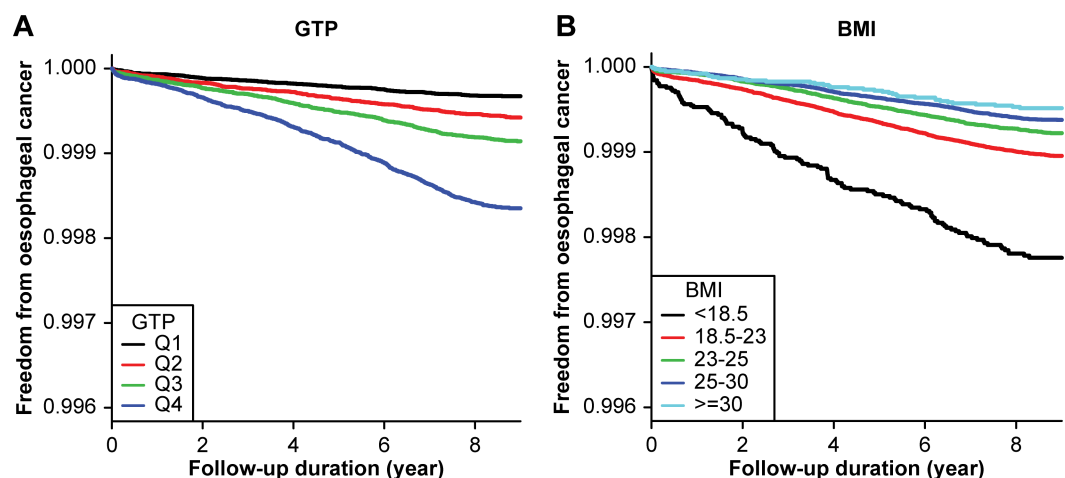 A
GTP
Freedom from oesophageal cancer
1.000
0.999
0.998
0.997
0.996
GTP
Q1
Q2
Q3
Q4
0 2 4 6 8
Follow-up duration (year)
B
BMI
Freedom from oesophageal cancer
1.000
0.999
0.998
0.997
0.996
BMI
<18.5
18.5-23
23-25
25-30
>=30
0 2 4 6 8
Follow-up duration (year)